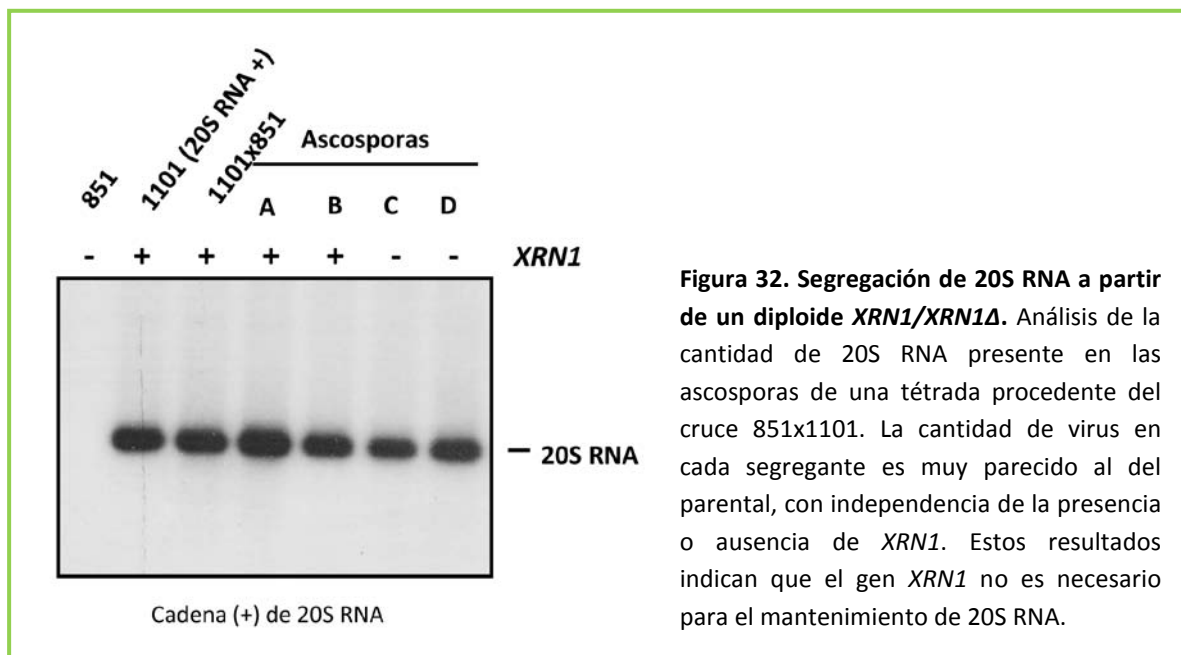 851
1101 (20S RNA +)
1101x851
Ascosporas
A B C D
- + + + + - - XRN1
20S RNA
Cadena (+) de 20S RNA
Figura 32. Segregación de 20S RNA a partir
de un diploide XRN1/XRN1Δ. Análisis de la
cantidad de 20S RNA presente en las
ascosporas de una tétrada procedente del
cruce 851x1101. La cantidad de virus en
cada segregante es muy parecido al del
parental, con independencia de la presencia
o ausencia de XRN1. Estos resultados
indican que el gen XRN1 no es necesario
para el mantenimiento de 20S RNA.